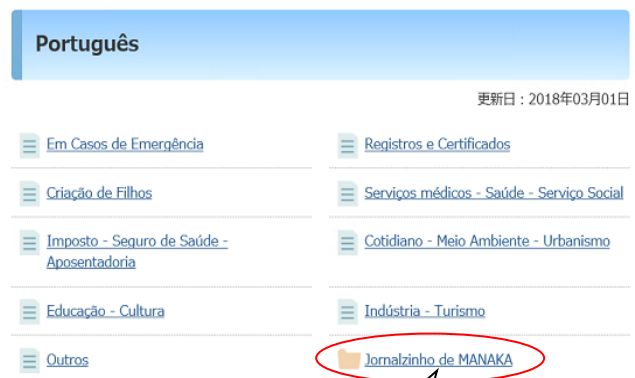 Português
更新日：2018年03月01日
Em Casos de Emergência
Registros e Certificados
Criação de Filhos
Serviços médicos - Saúde - Serviço Social
Imposto - Seguro de Saúde -
Aposentadoria
Cotidiano - Meio Ambiente - Urbanismo
Educação - Cultura
Indústria - Turismo
Outros
Jornalzinho de MANAKA